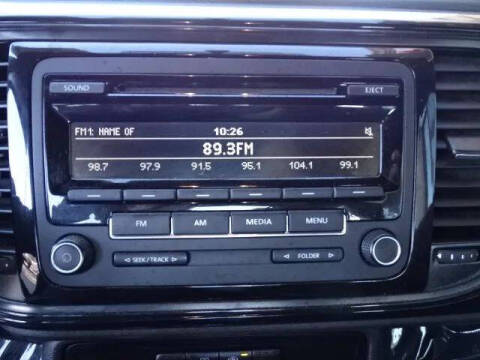 SOUND
EJECT
FM1: NAME OF 10:26
89.3FM
98.7 97.9 91.5 95.1 104.1 99.1
FM AM MEDIA MENU
◁ SEEK/TRACK ▷ ◁ FOLDER ▷